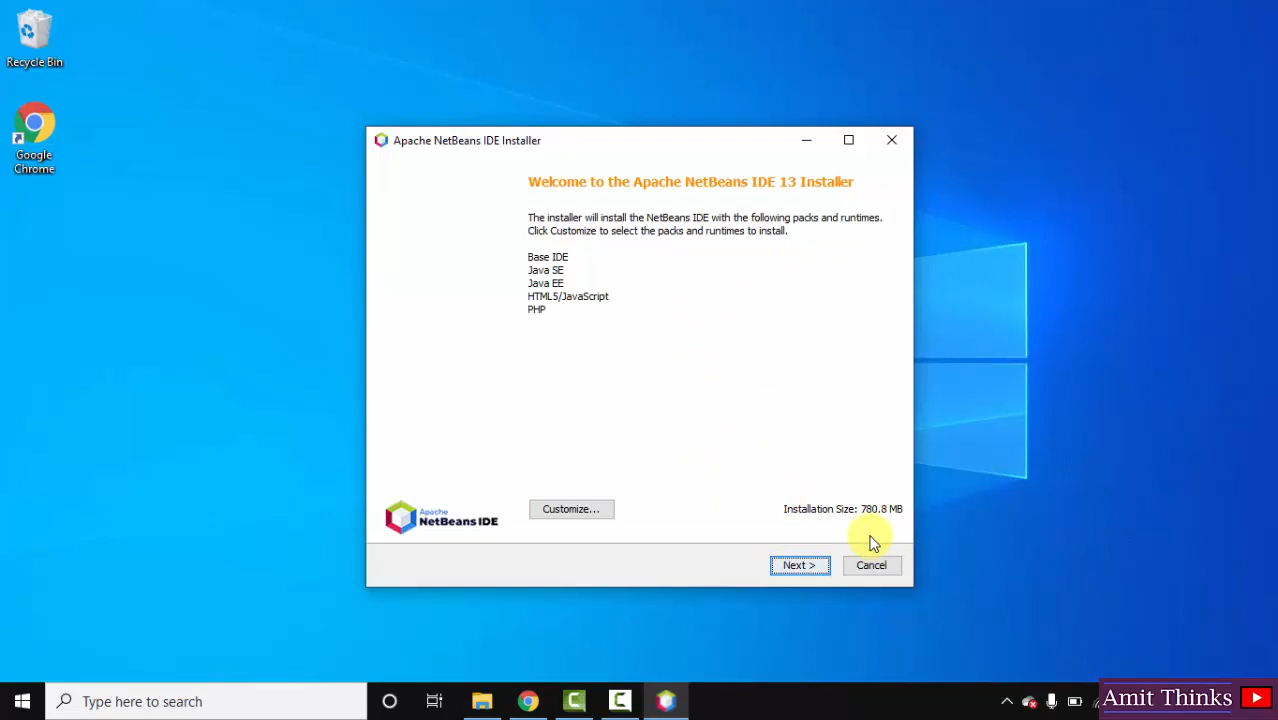 Recycle Bin
Google
Chrome
Apache NetBeans IDE Installer
Welcome to the Apache NetBeans IDE 13 Installer
The installer will install the NetBeans IDE with the following packs and runtimes.
Click Customize to select the packs and runtimes to install.
Base IDE
Java SE
Java EE
HTML5/JavaScript
PHP
Apache
NetBeans IDE
Customize...
Installation Size: 780.8 MB
Next >
Cancel
Type here to search
Amit Thinks